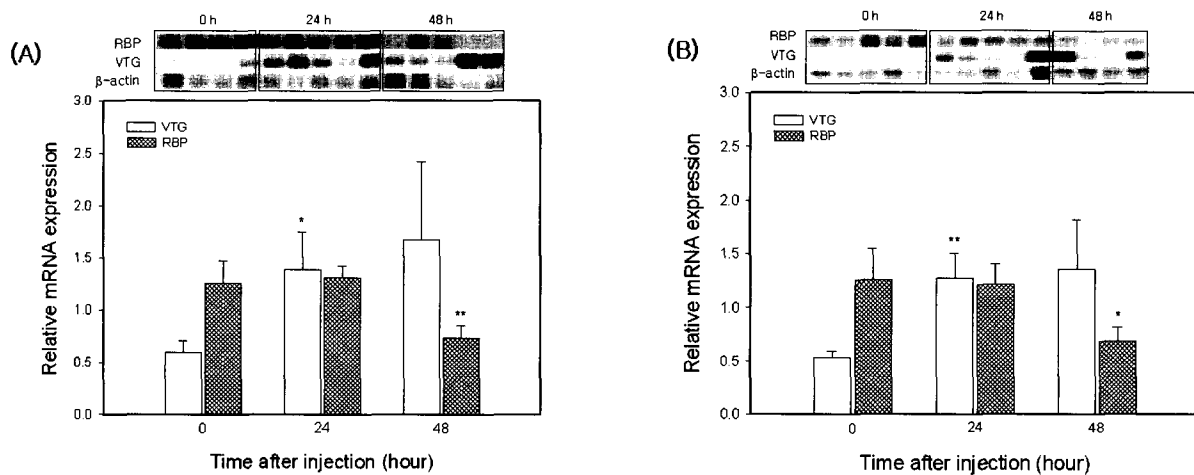 (A)
0 h 24 h 48 h
RBP
VTG
β-actin
Relative mRNA expression
3.0
2.5
2.0
1.5
1.0
0.5
0.0
VTG
RBP
*
**
0 24 48
Time after injection (hour)
(B)
0 h 24 h 48 h
RBP
VTG
β-actin
Relative mRNA expression
3.0
2.5
2.0
1.5
1.0
0.5
0.0
VTG
RBP
**
*
0 24 48
Time after injection (hour)